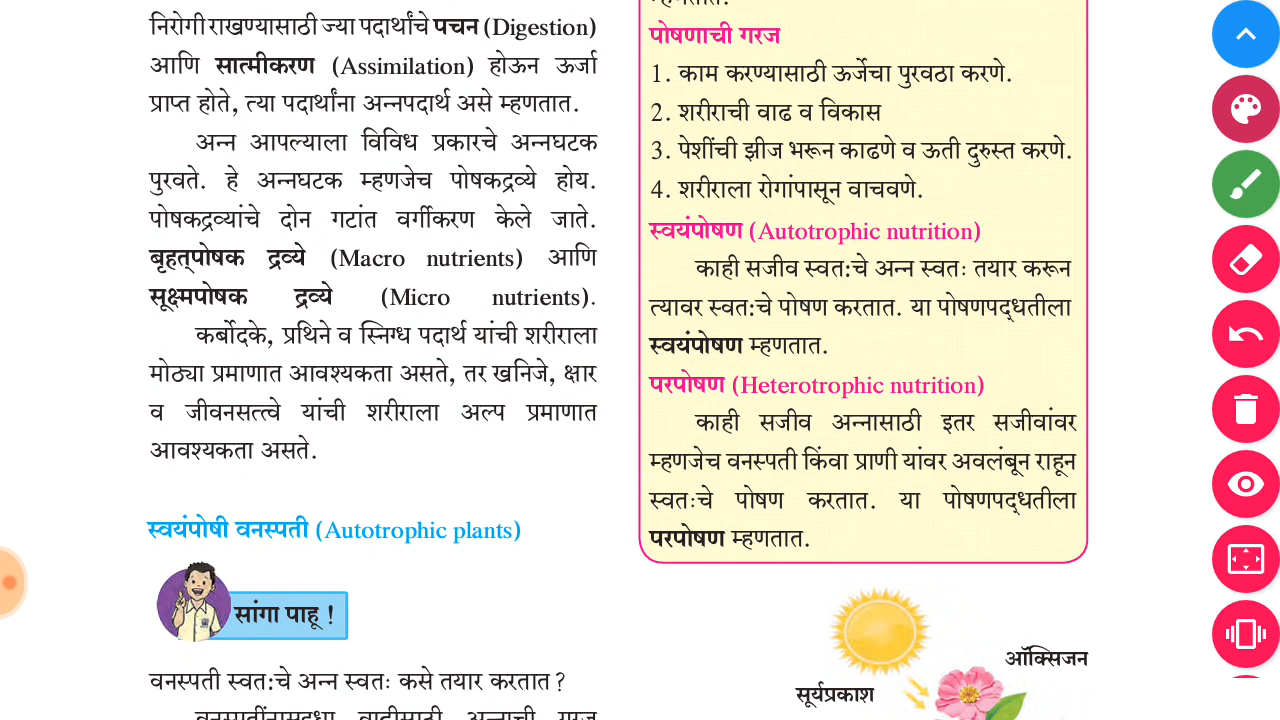 निरोगी राखण्यासाठी ज्या पदार्थांचे पचन (Digestion)
आणि सात्मीकरण (Assimilation) होऊन ऊर्जा
प्राप्त होते, त्या पदार्थांना अन्नपदार्थ असे म्हणतात.
अन्न आपल्याला विविध प्रकारचे अन्नघटक
पुरवते. हे अन्नघटक म्हणजेच पोषकद्रव्ये होय.
पोषकद्रव्यांचे दोन गटांत वर्गीकरण केले जाते.
बृहत्पोषक द्रव्ये (Macro nutrients) आणि
सूक्ष्मपोषक द्रव्ये (Micro nutrients).
कर्बोदके, प्रथिने व स्निग्ध पदार्थ यांची शरीराला
मोठ्या प्रमाणात आवश्यकता असते, तर खनिजे, क्षार
व जीवनसत्त्वे यांची शरीराला अल्प प्रमाणात
आवश्यकता असते.
स्वयंपोषी वनस्पती (Autotrophic plants)
सांगा पाहू !
वनस्पती स्वत:चे अन्न स्वतः कसे तयार करतात ?
वनस्पतींनासुद्धा वाढीसाठी अन्नाची गरज
म्हणतात.
पोषणाची गरज
1. काम करण्यासाठी ऊर्जेचा पुरवठा करणे.
2. शरीराची वाढ व विकास
3. पेशींची झीज भरून काढणे व ऊती दुरुस्त करणे.
4. शरीराला रोगांपासून वाचवणे.
स्वयंपोषण (Autotrophic nutrition)
काही सजीव स्वत:चे अन्न स्वतः तयार करून
त्यावर स्वत:चे पोषण करतात. या पोषणपद्धतीला
स्वयंपोषण म्हणतात.
परपोषण (Heterotrophic nutrition)
काही सजीव अन्नासाठी इतर सजीवांवर
म्हणजेच वनस्पती किंवा प्राणी यांवर अवलंबून राहून
स्वतःचे पोषण करतात. या पोषणपद्धतीला
परपोषण म्हणतात.
ऑक्सिजन
सूर्यप्रकाश